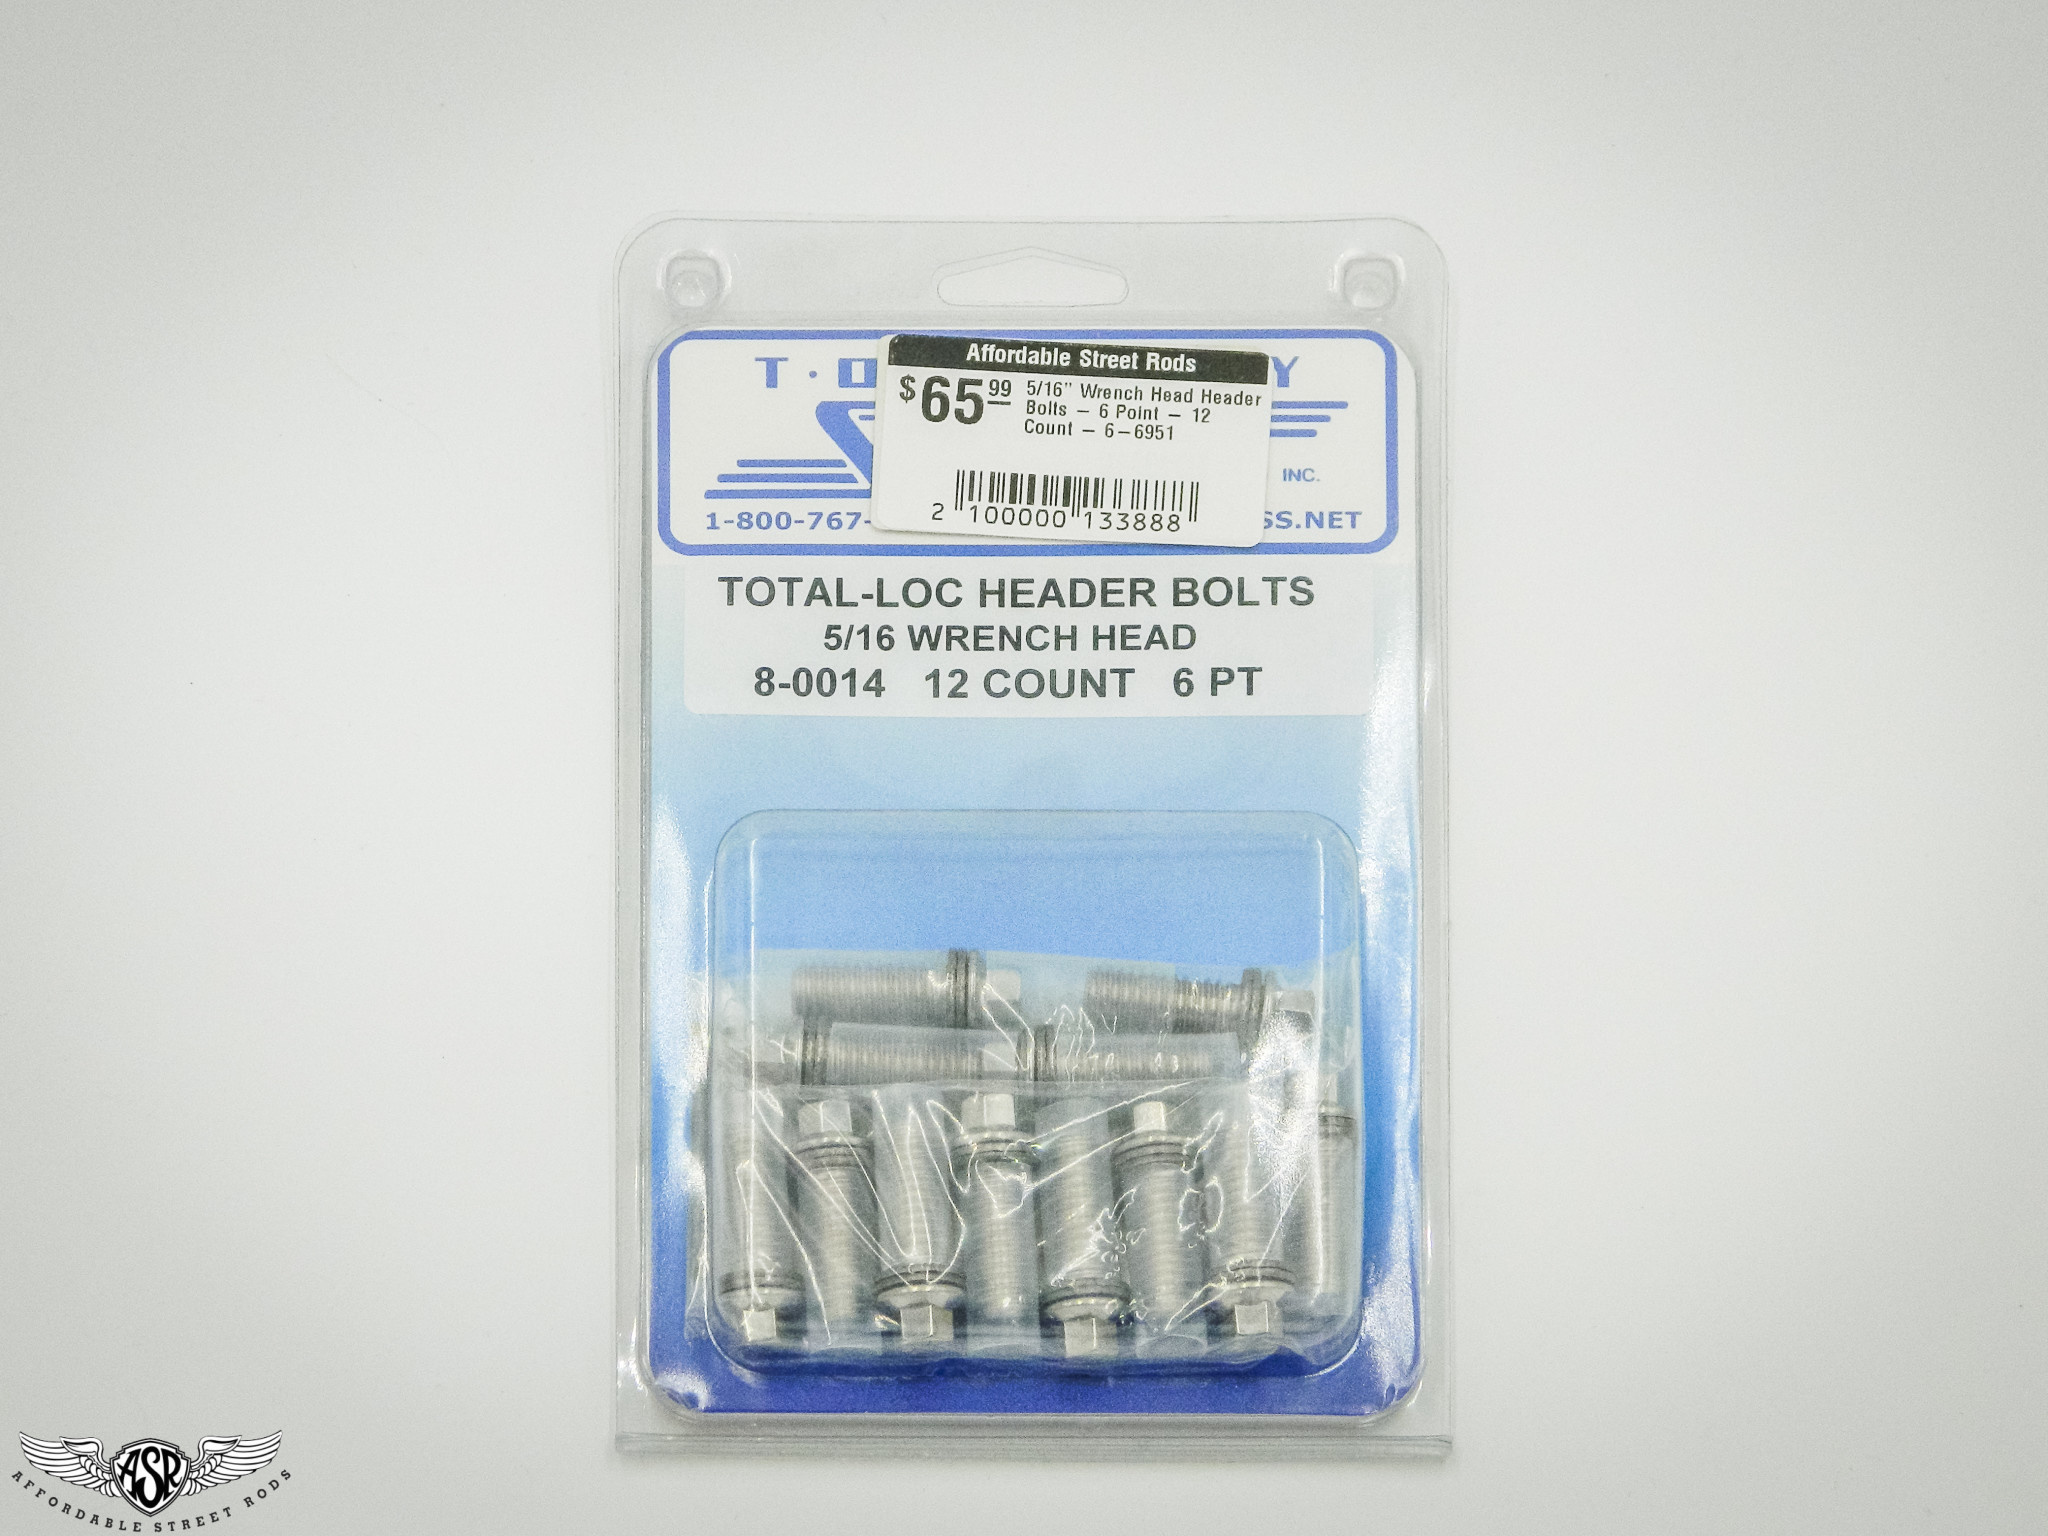 Affordable Street Rods
$65.99 5/16" Wrench Head Header
Bolts – 6 Point – 12
Count – 6–6951
2 100000 133888
INC.
1-800-767-
SS.NET
TOTAL-LOC HEADER BOLTS
5/16 WRENCH HEAD
8-0014 12 COUNT 6 PT
ASR
AFFORDABLE STREET RODS